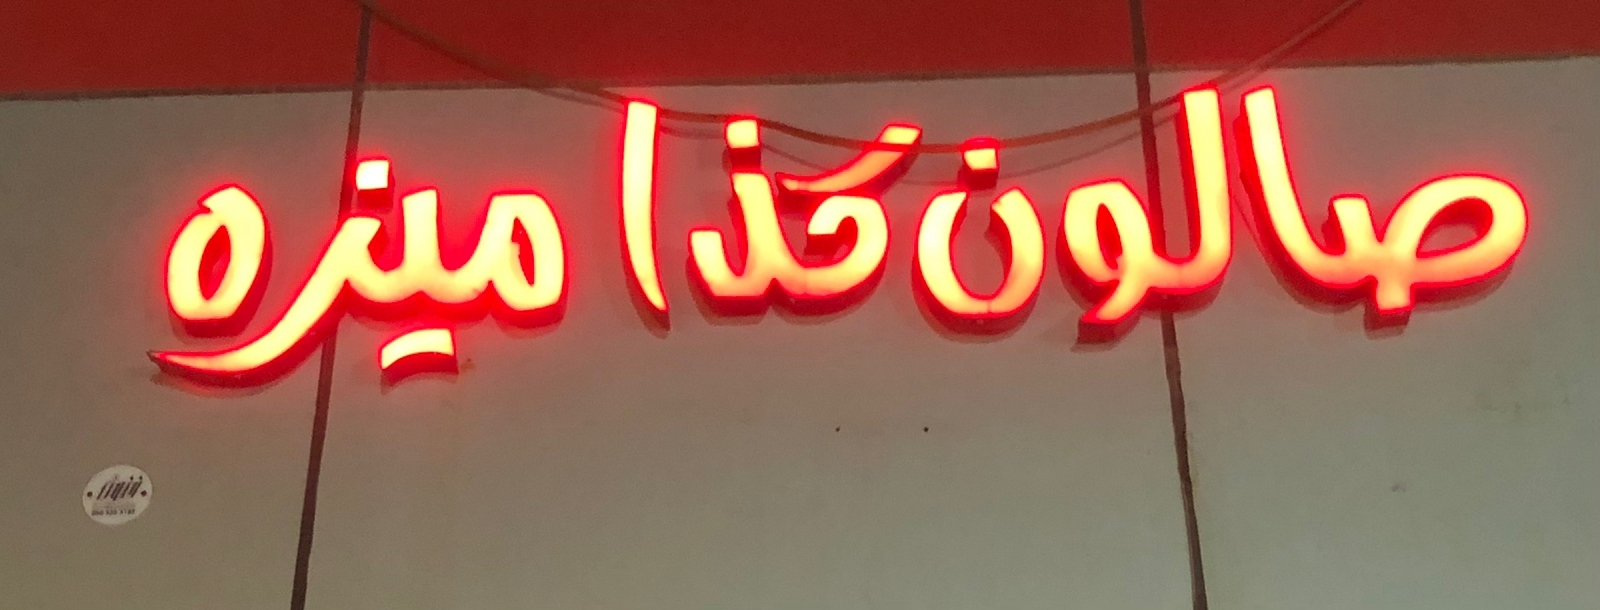 صالون كذا ميزه